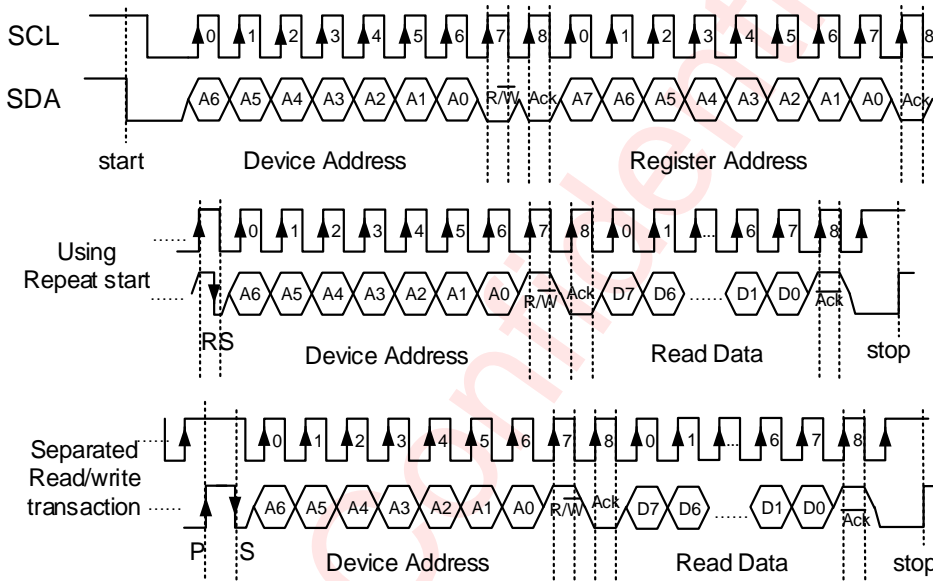 SCL 0 1 2 3 4 5 6 7 8 0 1 2 3 4 5 6 7 8
SDA A6 A5 A4 A3 A2 A1 A0 R/W̅ Ack A7 A6 A5 A4 A3 A2 A1 A0 Ack
start Device Address Register Address
0 1 2 3 4 5 6 7 8 0 1 ... 6 7 8
Using
Repeat start
...... A6 A5 A4 A3 A2 A1 A0 R/W̅ Ack D7 D6 ...... D1 D0 A̅c̅k̅
RS Device Address Read Data stop
0 1 2 3 4 5 6 7 8 0 1 ... 6 7 8
Separated
Read/write
transaction
...... A6 A5 A4 A3 A2 A1 A0 R/W̅ Ack D7 D6 ...... D1 D0 A̅c̅k̅
P S Device Address Read Data stop
Confidenti